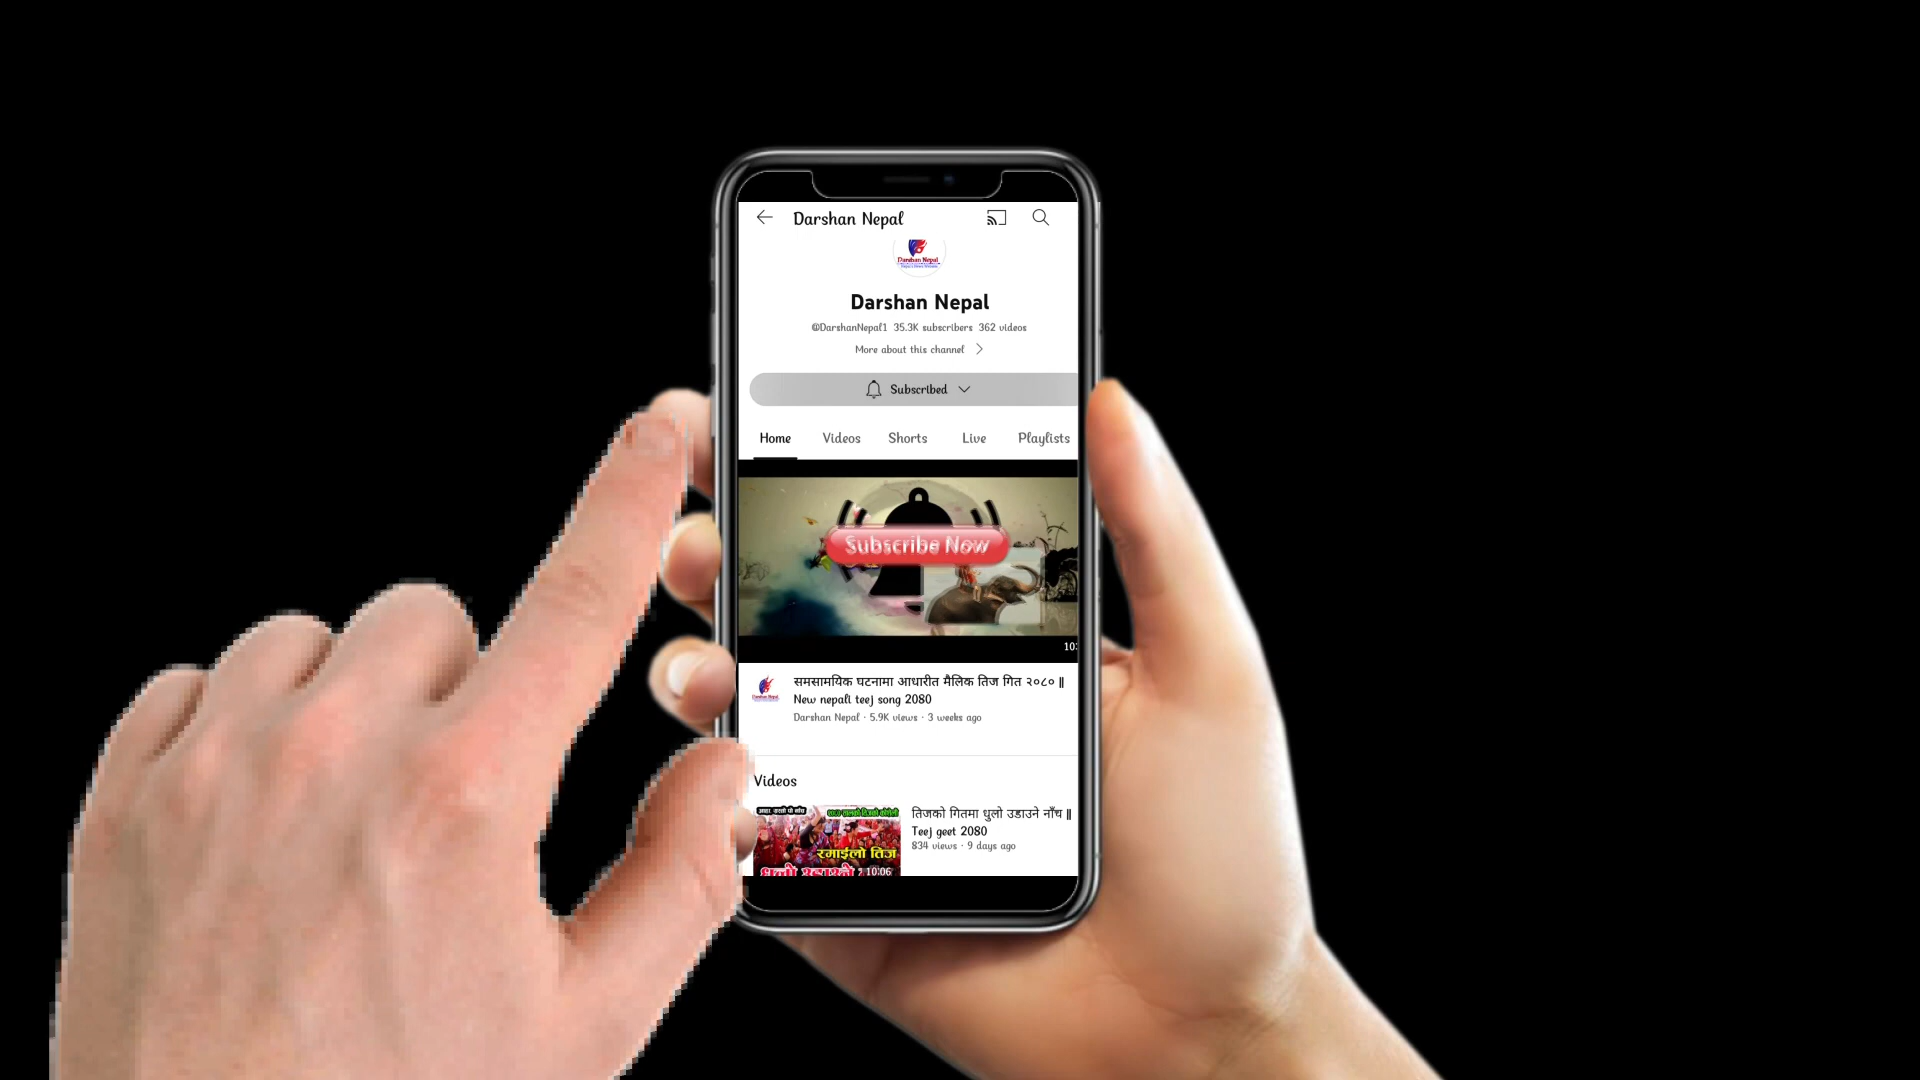 Darshan Nepal
Darshan Nepal
Darshan Nepal
@DarshanNepal1 35.3K subscribers 362 videos
More about this channel
Subscribed
Home Videos Shorts Live Playlists
Subscribe Now
10:
समसामयिक घटनामा आधारीत मैलिक तिज गित २०८० ||
New nepali teej song 2080
Darshan Nepal · 5.9K views · 3 weeks ago
Videos
तिजको गितमा धुलो उडाउने नाँच ||
Teej geet 2080
834 views · 9 days ago
रमाईलो तिज
10:06